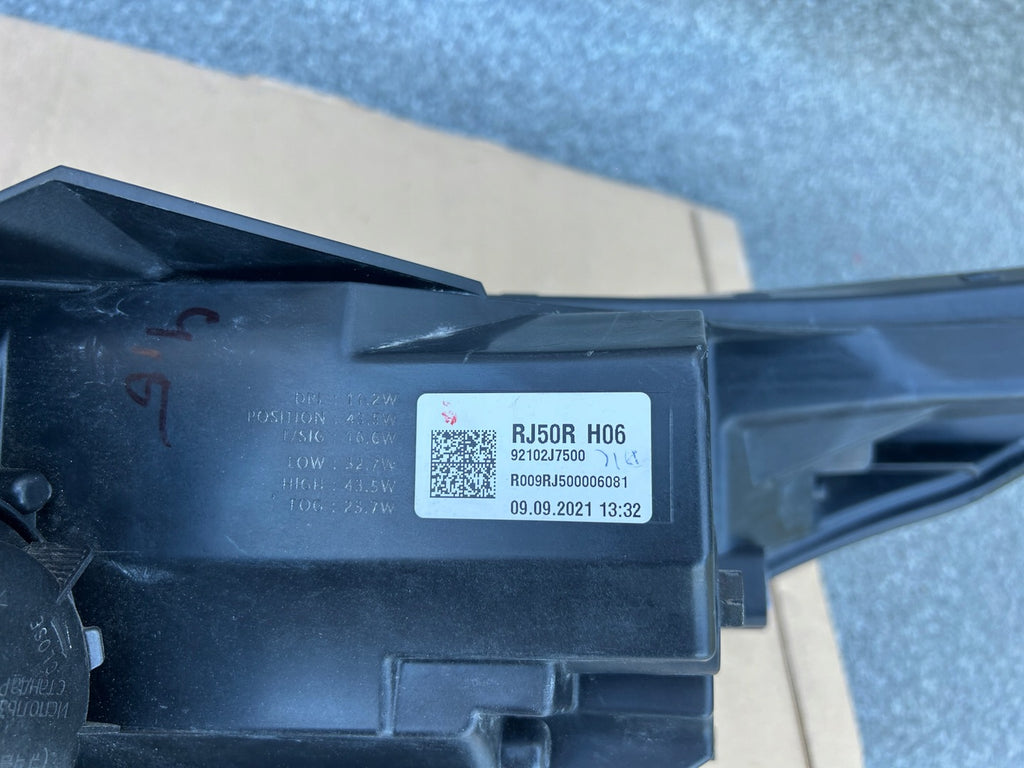 DRL : 10.2W
POSITION : 43.5W
T/SIG : 16.6W
LOW : 32.7W
HIGH : 43.5W
FOG : 23.7W
RJ50R H06
92102J7500
R009RJ500006081
09.09.2021 13:32